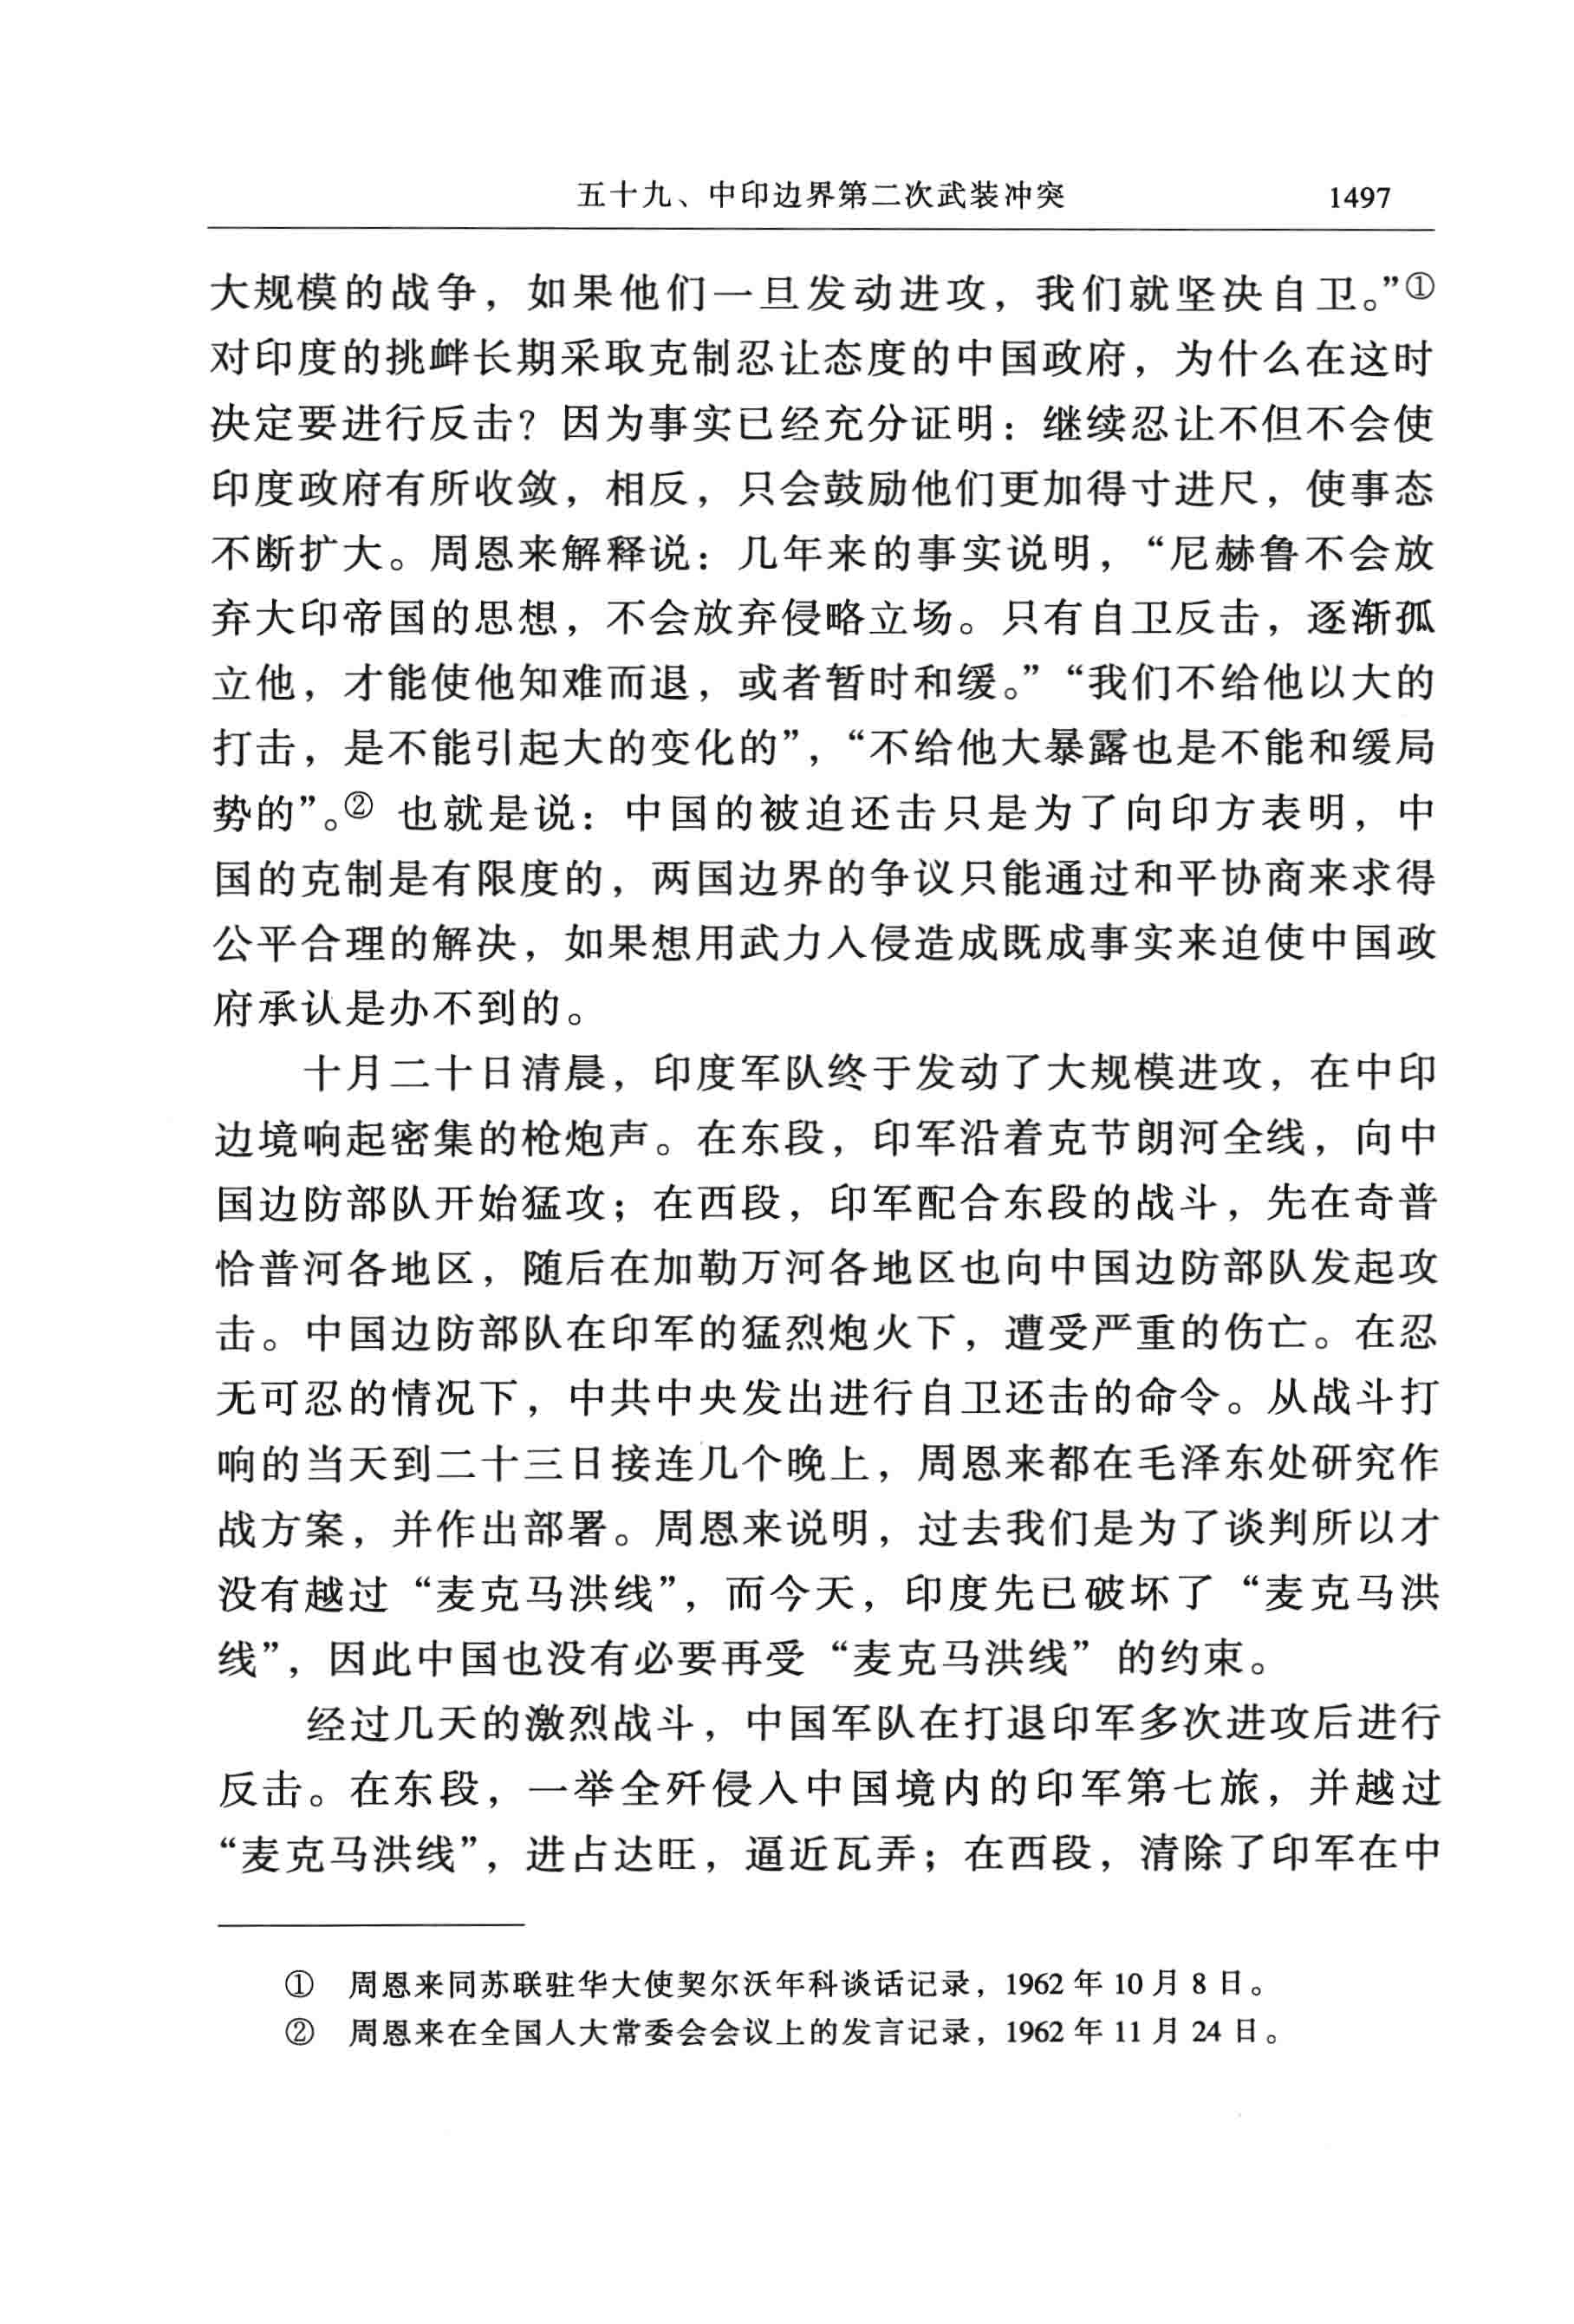 五十九、中印边界第二次武装冲突 1497
大规模的战争，如果他们一旦发动进攻，我们就坚决自卫。”①
对印度的挑衅长期采取克制忍让态度的中国政府，为什么在这时
决定要进行反击？因为事实已经充分证明：继续忍让不但不会使
印度政府有所收敛，相反，只会鼓励他们更加得寸进尺，使事态
不断扩大。周恩来解释说：几年来的事实说明，“尼赫鲁不会放
弃大印帝国的思想，不会放弃侵略立场。只有自卫反击，逐渐孤
立他，才能使他知难而退，或者暂时和缓。”“我们不给他以大的
打击，是不能引起大的变化的”，“不给他大暴露也是不能和缓局
势的”。② 也就是说：中国的被迫还击只是为了向印方表明，中
国的克制是有限度的，两国边界的争议只能通过和平协商来求得
公平合理的解决，如果想用武力入侵造成既成事实来迫使中国政
府承认是办不到的。
十月二十日清晨，印度军队终于发动了大规模进攻，在中印
边境响起密集的枪炮声。在东段，印军沿着克节朗河全线，向中
国边防部队开始猛攻；在西段，印军配合东段的战斗，先在奇普
恰普河各地区，随后在加勒万河各地区也向中国边防部队发起攻
击。中国边防部队在印军的猛烈炮火下，遭受严重的伤亡。在忍
无可忍的情况下，中共中央发出进行自卫还击的命令。从战斗打
响的当天到二十三日接连几个晚上，周恩来都在毛泽东处研究作
战方案，并作出部署。周恩来说明，过去我们是为了谈判所以才
没有越过“麦克马洪线”，而今天，印度先已破坏了“麦克马洪
线”，因此中国也没有必要再受“麦克马洪线”的约束。
经过几天的激烈战斗，中国军队在打退印军多次进攻后进行
反击。在东段，一举全歼侵入中国境内的印军第七旅，并越过
“麦克马洪线”，进占达旺，逼近瓦弄；在西段，清除了印军在中
① 周恩来同苏联驻华大使契尔沃年科谈话记录，1962 年 10 月 8 日。
② 周恩来在全国人大常委会会议上的发言记录，1962 年 11 月 24 日。